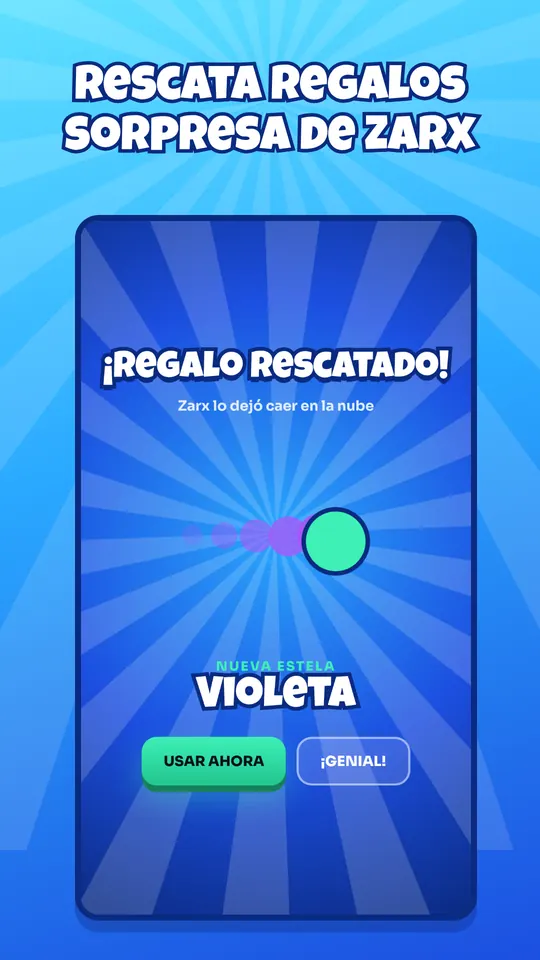 RESCATA REGALOS
SORPRESA DE ZARX
¡REGALO RESCATADO!
Zarx lo dejó caer en la nube
NUEVA ESTELA
VIOLETA
USAR AHORA
¡GENIAL!